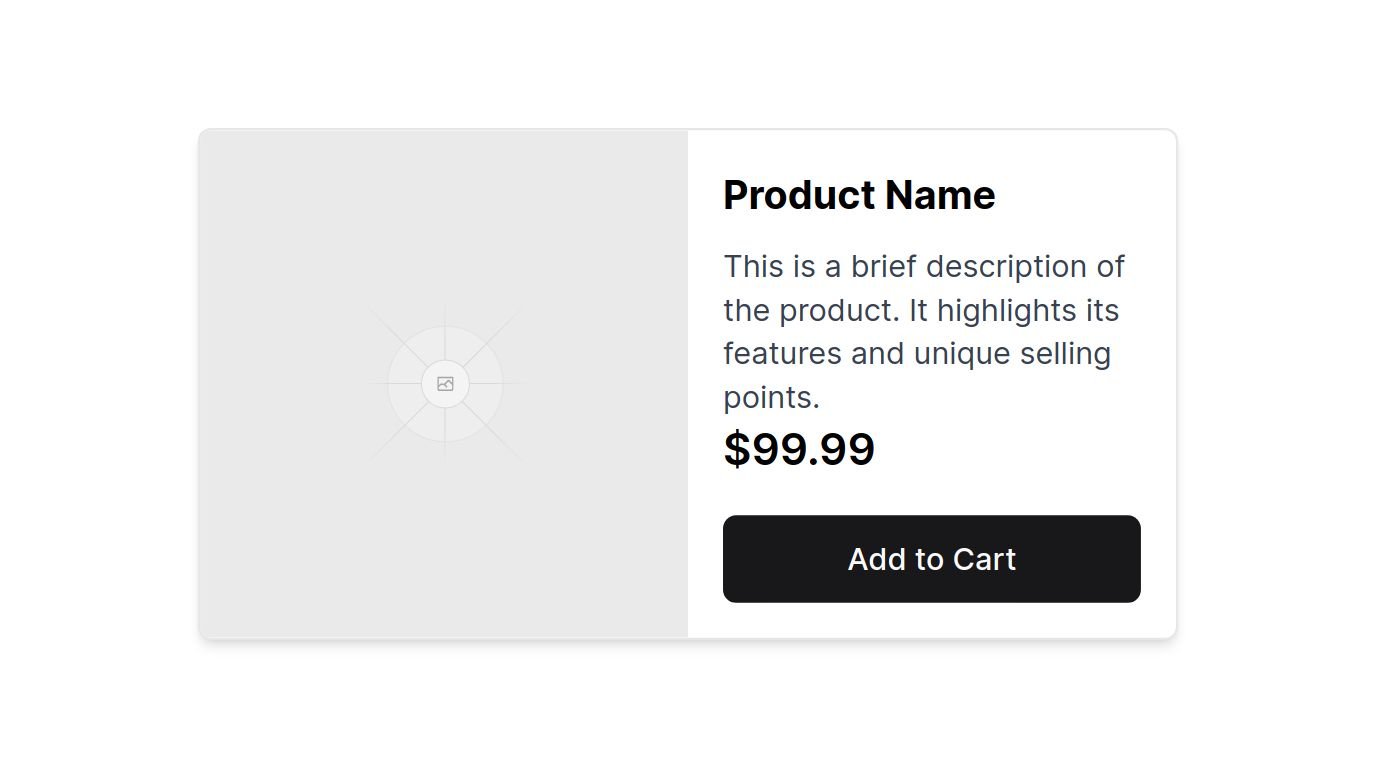 Product Name
This is a brief description of
the product. It highlights its
features and unique selling
points.
$99.99
Add to Cart